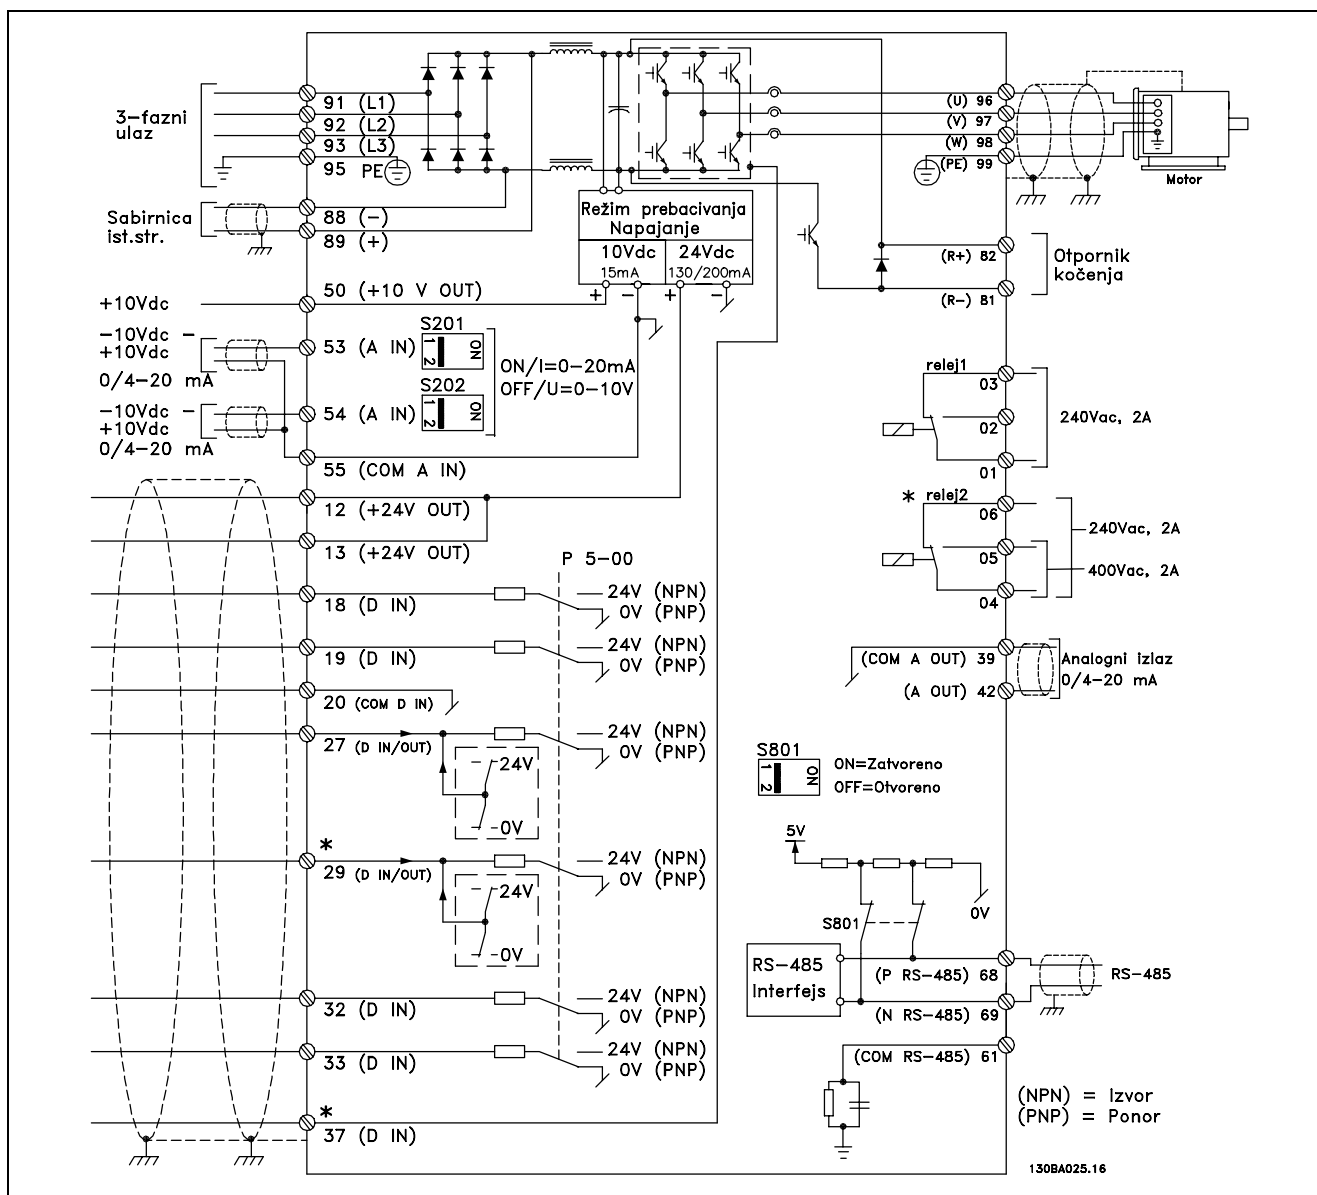 3-fazni
ulaz
91 (L1)
92 (L2)
93 (L3)
95 PE
Sabirnica
ist.str.
88 (-)
89 (+)
Režim prebacivanja
Napajanje
10Vdc
15mA
24Vdc
130/200mA
+ - + -
(U) 96
(V) 97
(W) 98
(PE) 99
Motor
(R+) 82
(R-) 81
Otpornik
kočenja
+10Vdc
50 (+10 V OUT)
-10Vdc -
+10Vdc
0/4-20 mA
53 (A IN)
S201
1 2
ON
ON/I=0-20mA
OFF/U=0-10V
-10Vdc -
+10Vdc
0/4-20 mA
54 (A IN)
S202
1 2
ON
55 (COM A IN)
12 (+24V OUT)
13 (+24V OUT)
P 5-00
18 (D IN)
24V (NPN)
0V (PNP)
19 (D IN)
24V (NPN)
0V (PNP)
20 (COM D IN)
27 (D IN/OUT)
24V (NPN)
0V (PNP)
24V
0V
*
29 (D IN/OUT)
24V (NPN)
0V (PNP)
24V
0V
32 (D IN)
24V (NPN)
0V (PNP)
33 (D IN)
24V (NPN)
0V (PNP)
*
37 (D IN)
relej1
03
02
01
240Vac, 2A
* relej2
06
05
04
240Vac, 2A
400Vac, 2A
(COM A OUT) 39
(A OUT) 42
Analogni izlaz
0/4-20 mA
S801
1 2
ON
ON=Zatvoreno
OFF=Otvoreno
5V
0V
S801
RS-485
Interfejs
(P RS-485) 68
(N RS-485) 69
RS-485
(COM RS-485) 61
(NPN) = Izvor
(PNP) = Ponor
130BA025.16